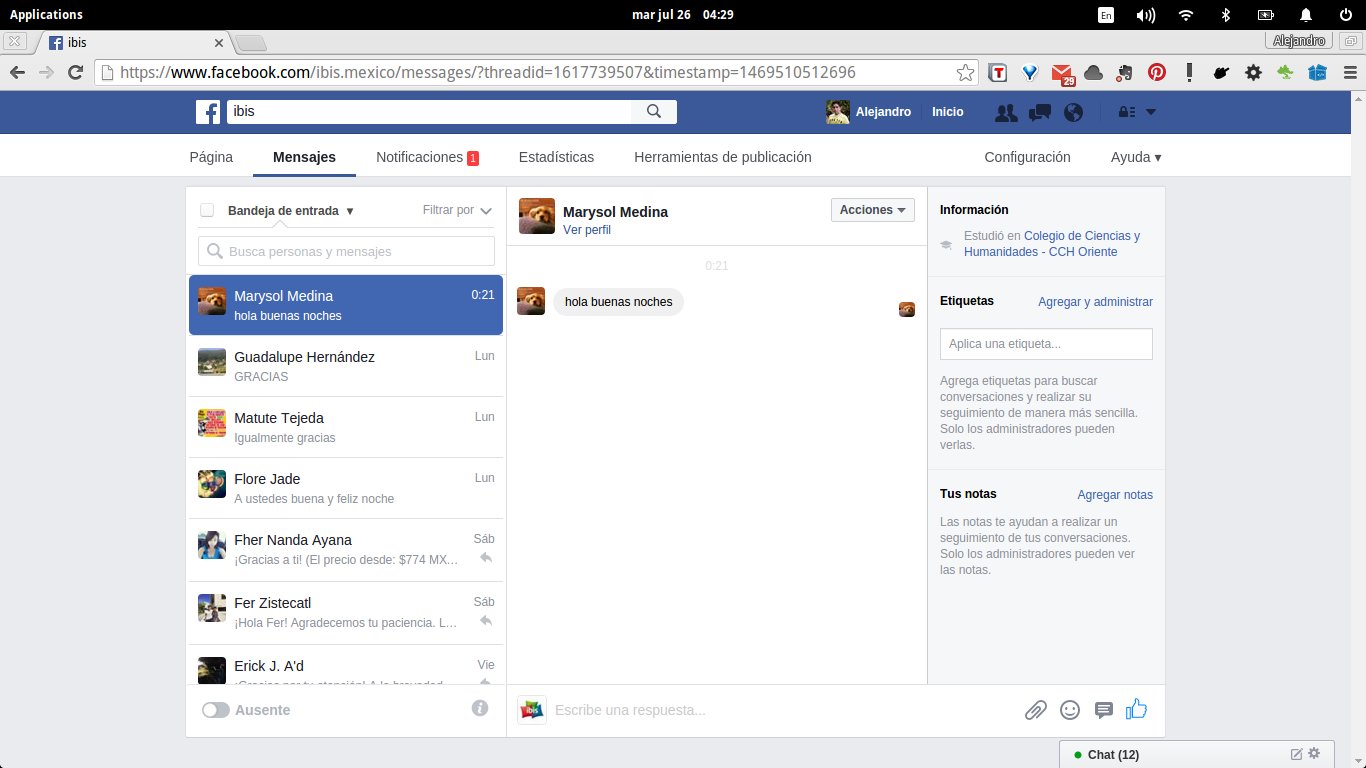 Applications
mar jul 26 04:29
En
ibis
Alejandro
https://www.facebook.com/ibis.mexico/messages/?threadid=1617739507&timestamp=1469510512696
T
29
ibis
Alejandro
Inicio
Página
Mensajes
Notificaciones 1
Estadísticas
Herramientas de publicación
Configuración
Ayuda ▾
Bandeja de entrada ▾
Filtrar por
Busca personas y mensajes
Marysol Medina 0:21
hola buenas noches
Guadalupe Hernández Lun
GRACIAS
Matute Tejeda Lun
Igualmente gracias
Flore Jade Lun
A ustedes buena y feliz noche
Fher Nanda Ayana Sáb
¡Gracias a ti! (El precio desde: $774 MX…
Fer Zistecatl Sáb
¡Hola Fer! Agradecemos tu paciencia. L…
Erick J. A'd Vie
Ausente
Marysol Medina
Ver perfil
Acciones
0:21
hola buenas noches
ibis
Escribe una respuesta...
Información
Estudió en Colegio de Ciencias y
Humanidades - CCH Oriente
Etiquetas
Agregar y administrar
Aplica una etiqueta...
Agrega etiquetas para buscar
conversaciones y realizar su
seguimiento de manera más sencilla.
Solo los administradores pueden
verlas.
Tus notas
Agregar notas
Las notas te ayudan a realizar un
seguimiento de tus conversaciones.
Solo los administradores pueden ver
las notas.
Chat (12)